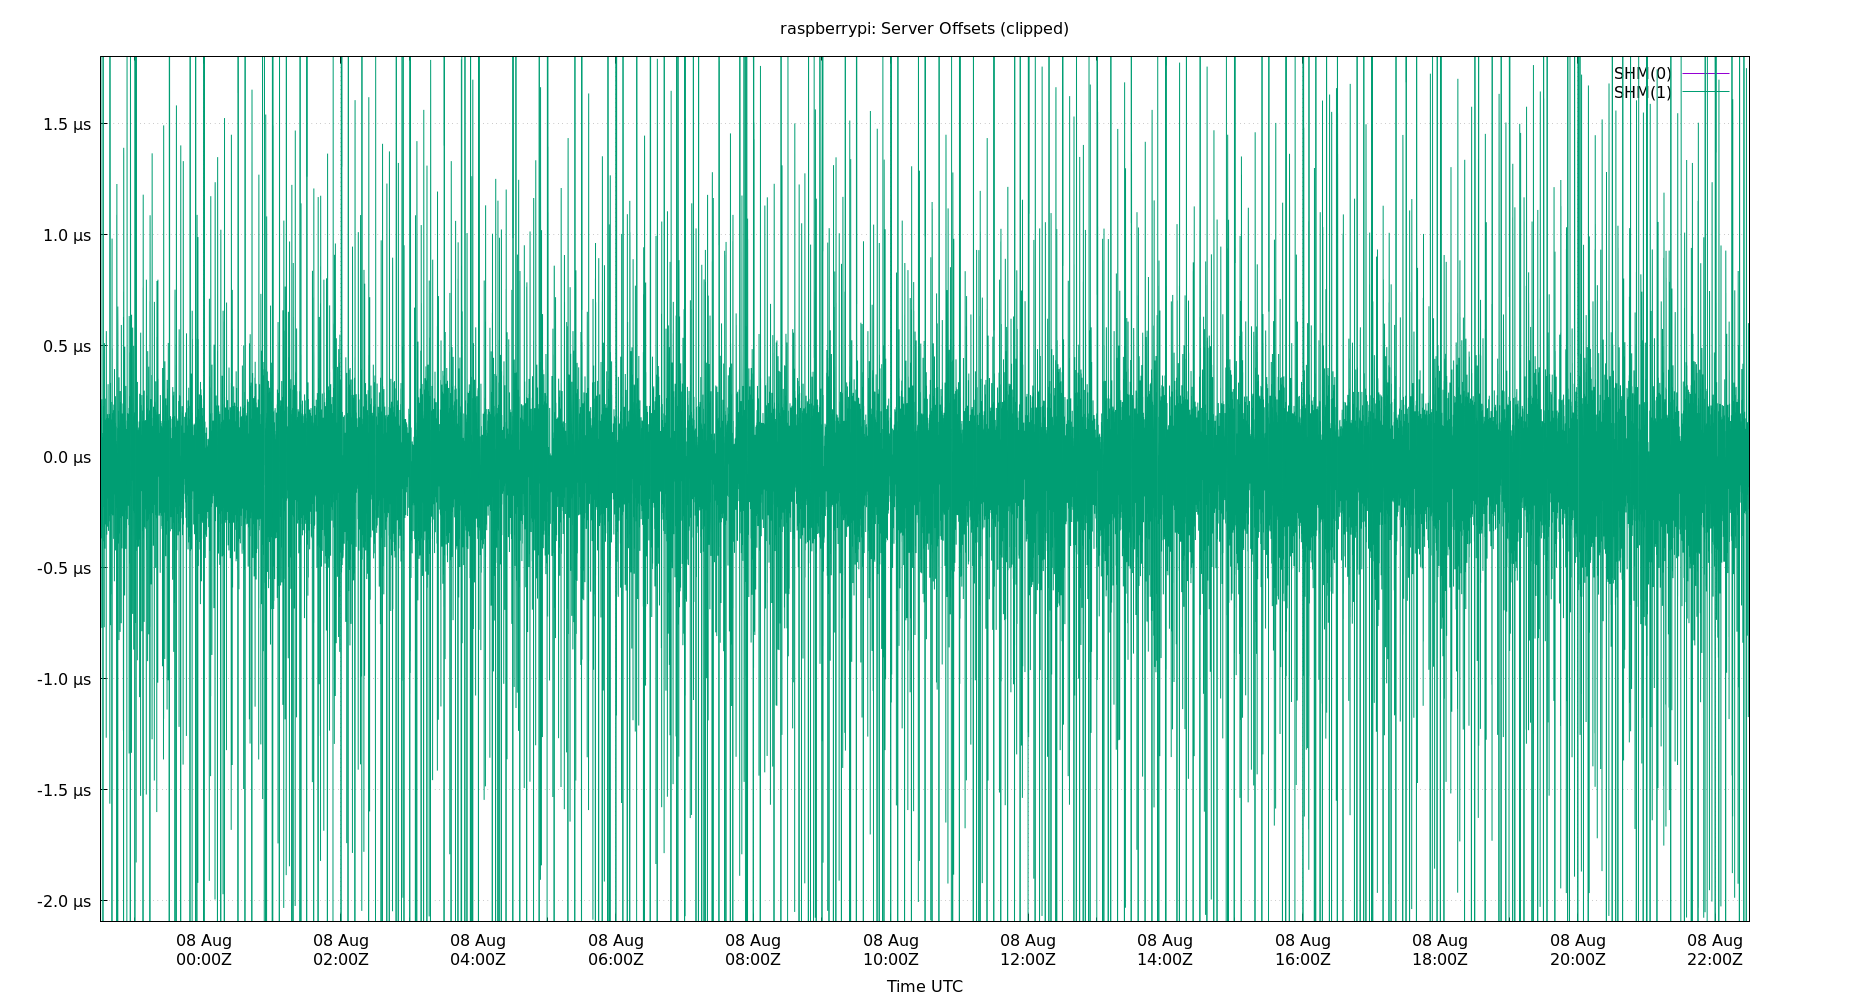 raspberrypi: Server Offsets (clipped)
SHM(0)
SHM(1)
1.5 µs
1.0 µs
0.5 µs
0.0 µs
-0.5 µs
-1.0 µs
-1.5 µs
-2.0 µs
08 Aug 08 Aug 08 Aug 08 Aug 08 Aug 08 Aug 08 Aug 08 Aug 08 Aug 08 Aug 08 Aug 08 Aug
00:00Z 02:00Z 04:00Z 06:00Z 08:00Z 10:00Z 12:00Z 14:00Z 16:00Z 18:00Z 20:00Z 22:00Z
Time UTC